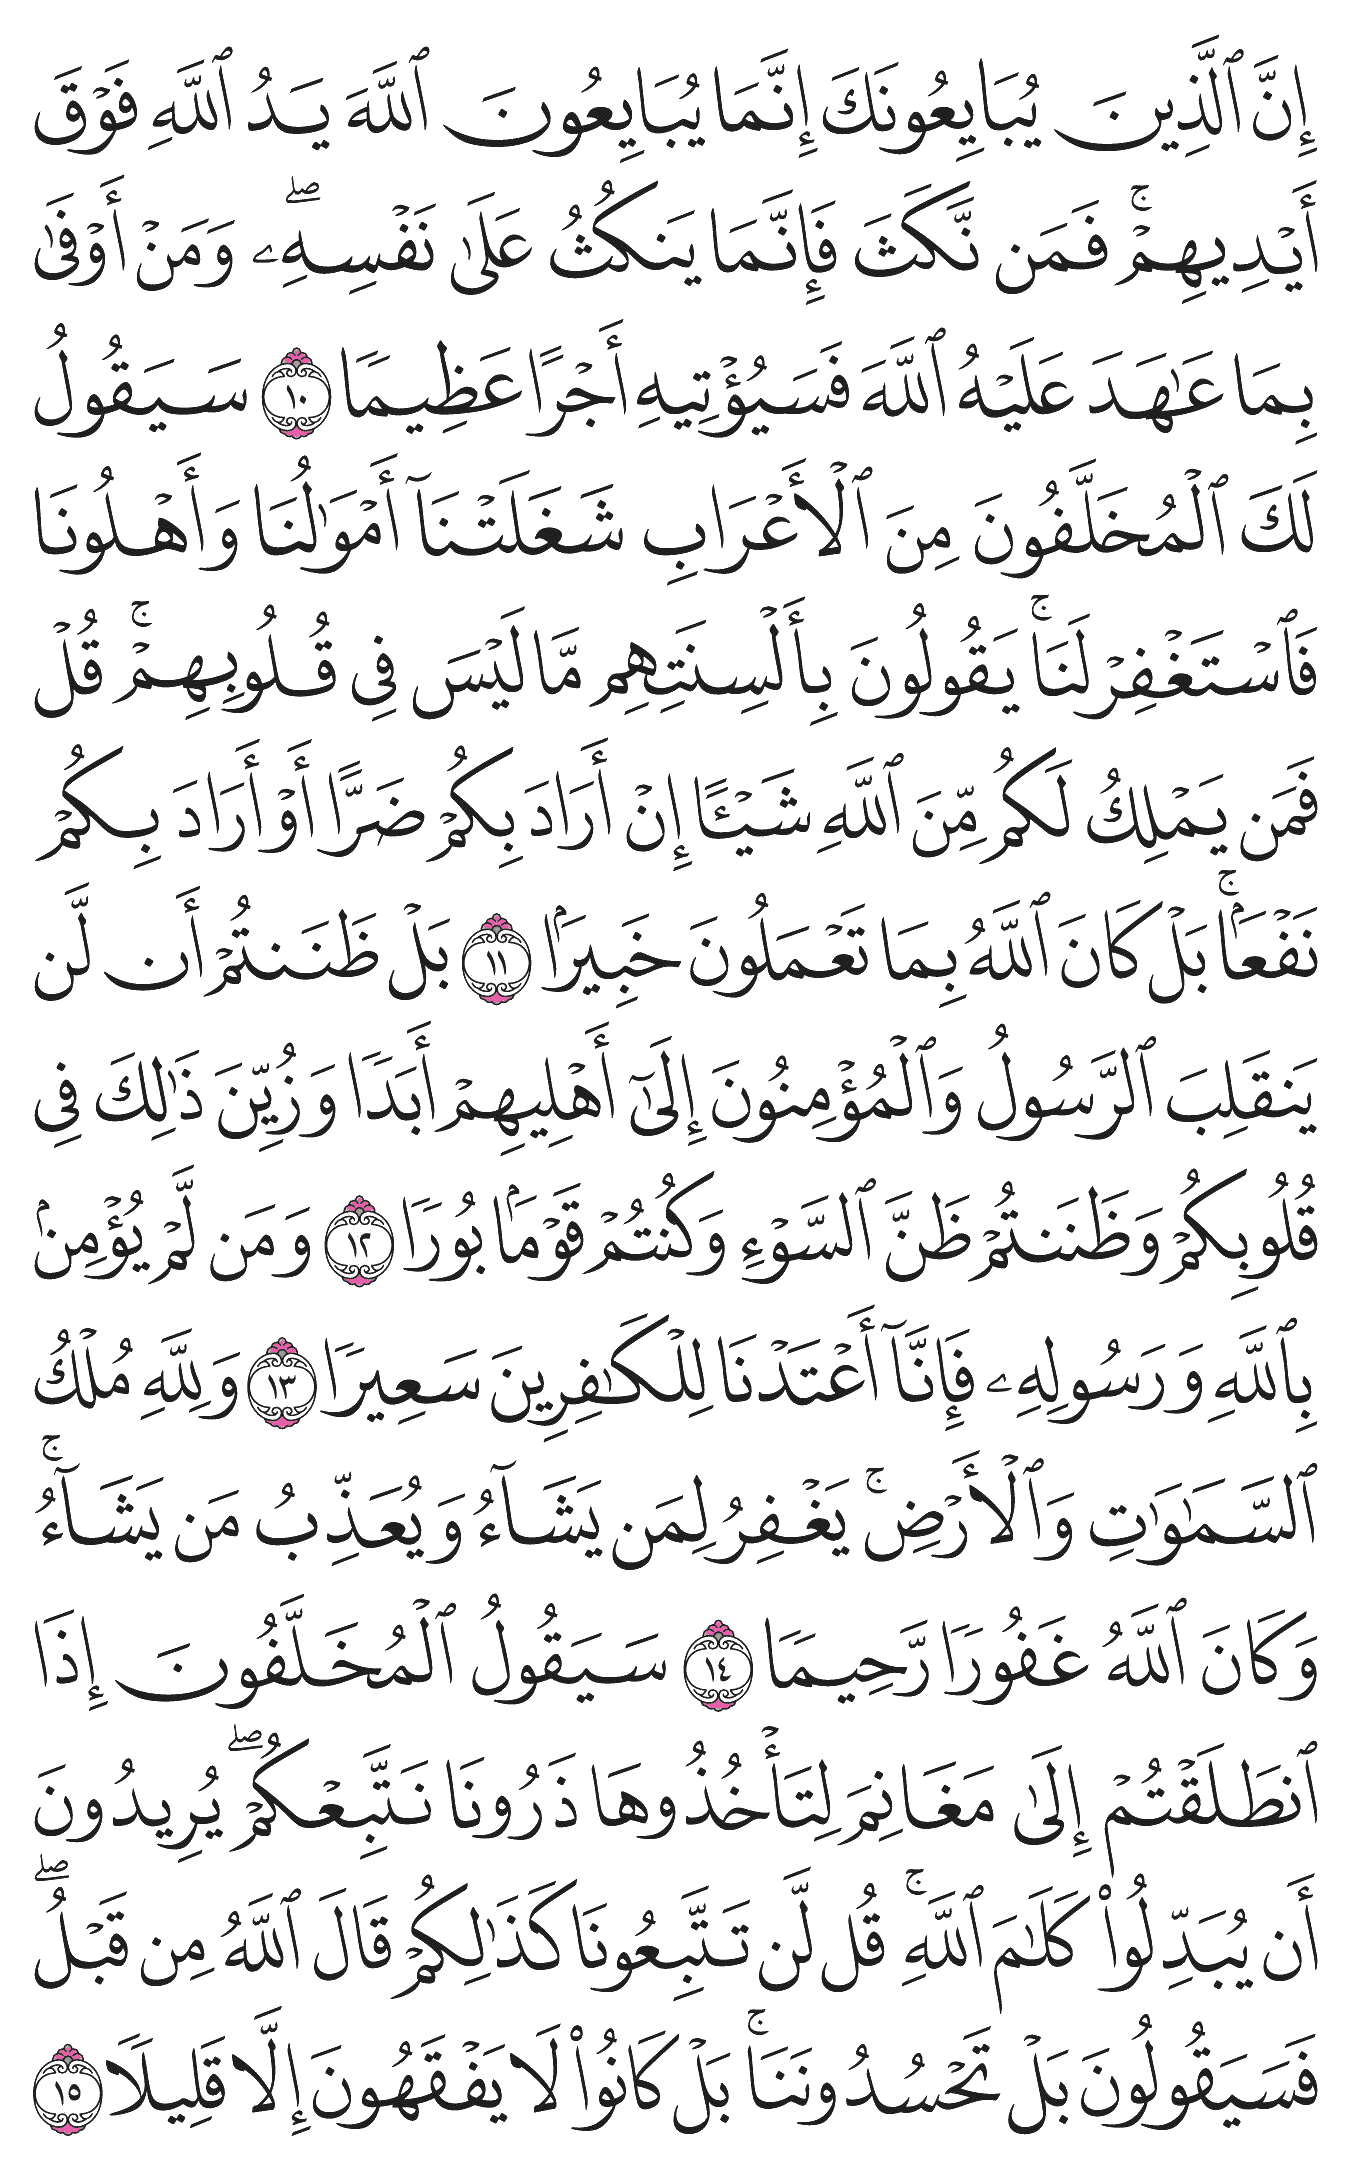 إِنَّ ٱلَّذِينَ يُبَايِعُونَكَ إِنَّمَا يُبَايِعُونَ ٱللَّهَ يَدُ ٱللَّهِ فَوۡقَ
أَيۡدِيهِمۡۚ فَمَن نَّكَثَ فَإِنَّمَا يَنكُثُ عَلَىٰ نَفۡسِهِۦۖ وَمَنۡ أَوۡفَىٰ
بِمَا عَٰهَدَ عَلَيۡهُ ٱللَّهَ فَسَيُؤۡتِيهِ أَجۡرًا عَظِيمٗا ١٠ سَيَقُولُ
لَكَ ٱلۡمُخَلَّفُونَ مِنَ ٱلۡأَعۡرَابِ شَغَلَتۡنَآ أَمۡوَٰلُنَا وَأَهۡلُونَا
فَٱسۡتَغۡفِرۡ لَنَاۚ يَقُولُونَ بِأَلۡسِنَتِهِم مَّا لَيۡسَ فِي قُلُوبِهِمۡۚ قُلۡ
فَمَن يَمۡلِكُ لَكُم مِّنَ ٱللَّهِ شَيۡـًٔا إِنۡ أَرَادَ بِكُمۡ ضَرًّا أَوۡ أَرَادَ بِكُمۡ
نَفۡعَۢاۚ بَلۡ كَانَ ٱللَّهُ بِمَا تَعۡمَلُونَ خَبِيرَۢا ١١ بَلۡ ظَنَنتُمۡ أَن لَّن
يَنقَلِبَ ٱلرَّسُولُ وَٱلۡمُؤۡمِنُونَ إِلَىٰٓ أَهۡلِيهِمۡ أَبَدٗا وَزُيِّنَ ذَٰلِكَ فِي
قُلُوبِكُمۡ وَظَنَنتُمۡ ظَنَّ ٱلسَّوۡءِ وَكُنتُمۡ قَوۡمَۢا بُورٗا ١٢ وَمَن لَّمۡ يُؤۡمِنۢ
بِٱللَّهِ وَرَسُولِهِۦ فَإِنَّآ أَعۡتَدۡنَا لِلۡكَٰفِرِينَ سَعِيرٗا ١٣ وَلِلَّهِ مُلۡكُ
ٱلسَّمَٰوَٰتِ وَٱلۡأَرۡضِۚ يَغۡفِرُ لِمَن يَشَآءُ وَيُعَذِّبُ مَن يَشَآءُۚ
وَكَانَ ٱللَّهُ غَفُورٗا رَّحِيمٗا ١٤ سَيَقُولُ ٱلۡمُخَلَّفُونَ إِذَا
ٱنطَلَقۡتُمۡ إِلَىٰ مَغَانِمَ لِتَأۡخُذُوهَا ذَرُونَا نَتَّبِعۡكُمۡۖ يُرِيدُونَ
أَن يُبَدِّلُواْ كَلَٰمَ ٱللَّهِۚ قُل لَّن تَتَّبِعُونَا كَذَٰلِكُمۡ قَالَ ٱللَّهُ مِن قَبۡلُۖ
فَسَيَقُولُونَ بَلۡ تَحۡسُدُونَنَاۚ بَلۡ كَانُواْ لَا يَفۡقَهُونَ إِلَّا قَلِيلٗا ١٥